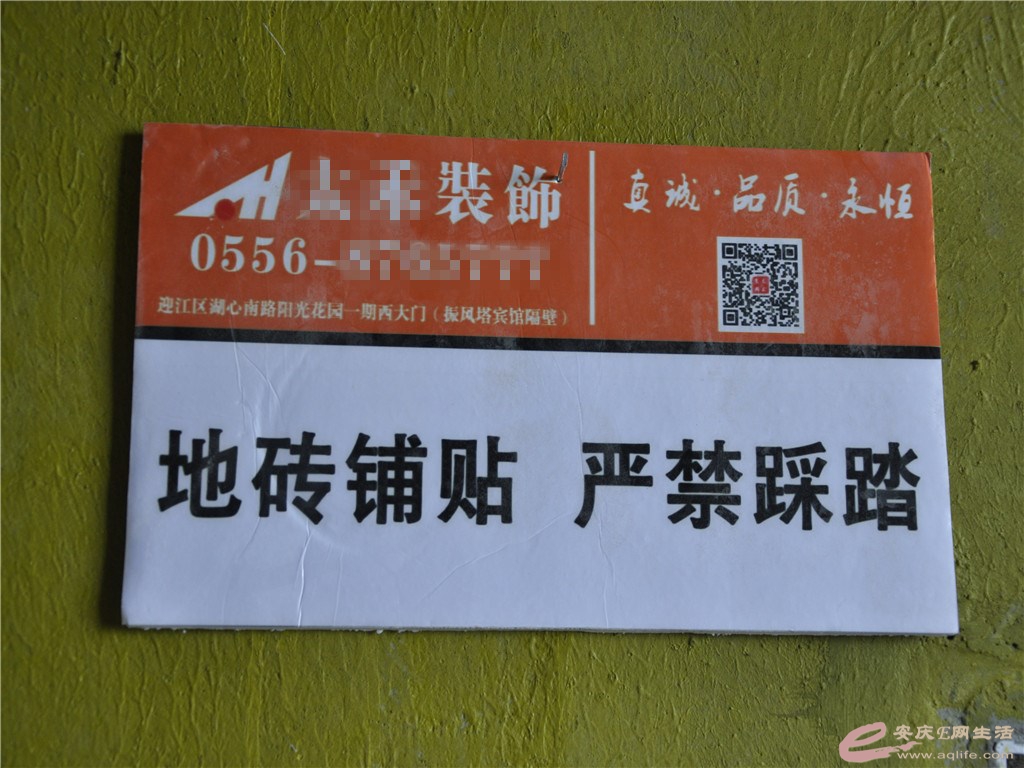 裝飾
真诚·品质·永恒
0556-
迎江区湖心南路阳光花园一期西大门（振风塔宾馆隔壁）
地砖铺贴 严禁踩踏
安庆E网生活
www.aqlife.com